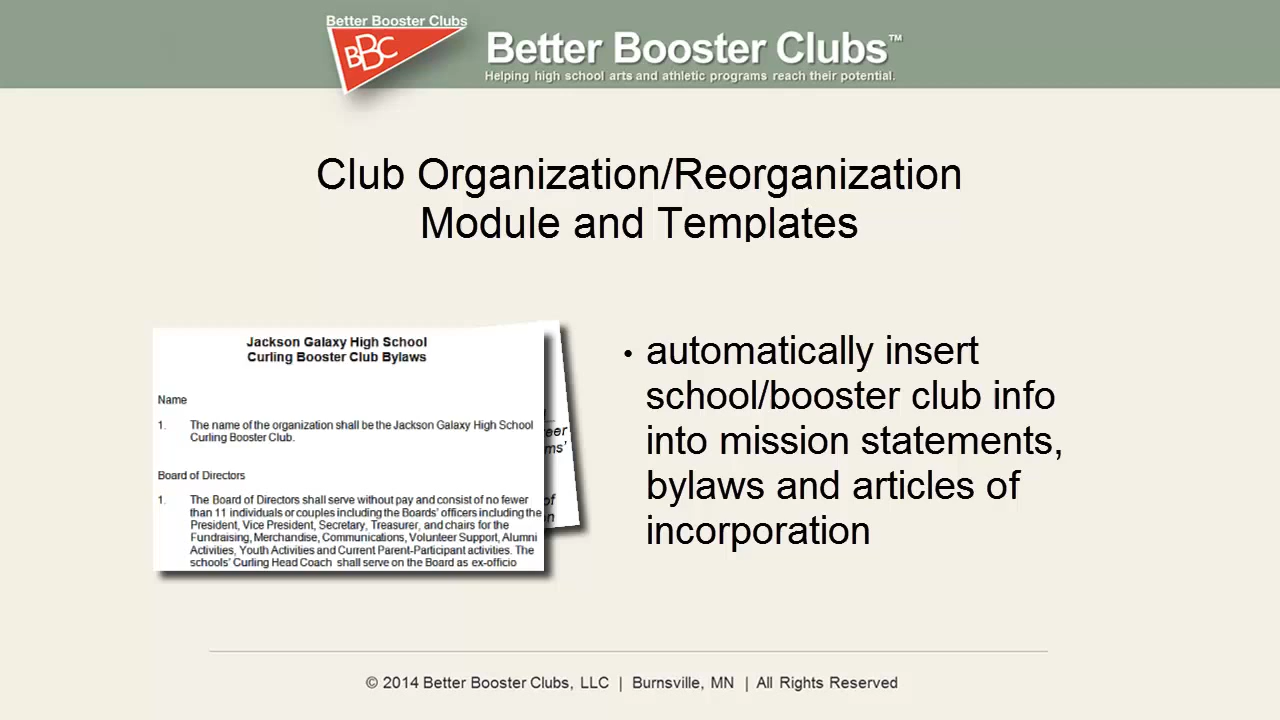 Better Booster Clubs
BBC
Better Booster Clubs™
Helping high school arts and athletic programs reach their potential.
Club Organization/Reorganization
Module and Templates
Jackson Galaxy High School
Curling Booster Club Bylaws
Name
1. The name of the organization shall be the Jackson Galaxy High School
Curling Booster Club.
Board of Directors
1. The Board of Directors shall serve without pay and consist of no fewer
than 11 individuals or couples including the Boards' officers including the
President, Vice President, Secretary, Treasurer, and chairs for the
Fundraising, Merchandise, Communications, Volunteer Support, Alumni
Activities, Youth Activities and Current Parent-Participant activities. The
schools' Curling Head Coach shall serve on the Board as ex-officio
• automatically insert
school/booster club info
into mission statements,
bylaws and articles of
incorporation
© 2014 Better Booster Clubs, LLC | Burnsville, MN | All Rights Reserved